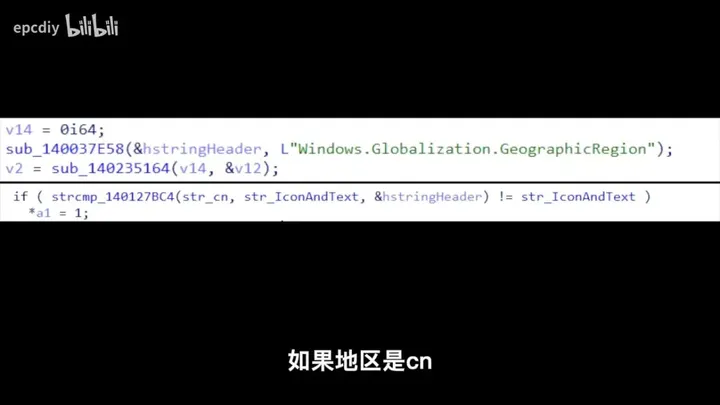 epcdiy bilibili
v14 = 0i64;
sub_140037E58(&hstringHeader, L"Windows.Globalization.GeographicRegion");
v2 = sub_140235164(v14, &v12);
if ( strcmp_140127BC4(str_cn, str_IconAndText, &hstringHeader) != str_IconAndText )
*a1 = 1;
如果地区是cn